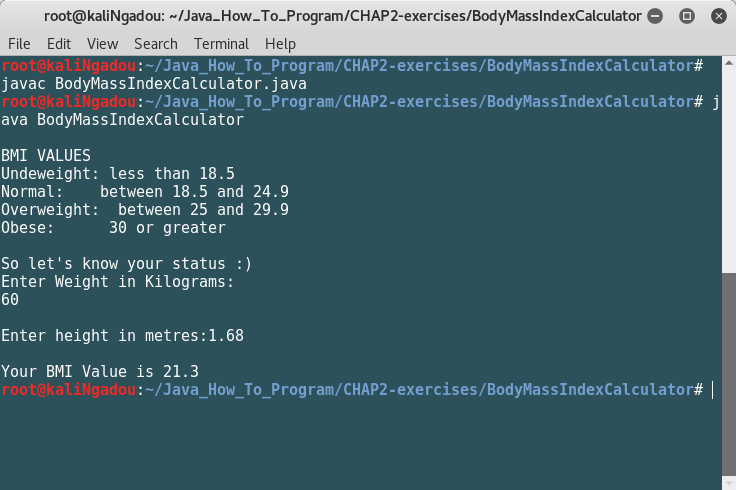 root@kaliNgadou: ~/Java_How_To_Program/CHAP2-exercises/BodyMassIndexCalculator
File Edit View Search Terminal Help
root@kaliNgadou:~/Java_How_To_Program/CHAP2-exercises/BodyMassIndexCalculator#
javac BodyMassIndexCalculator.java
root@kaliNgadou:~/Java_How_To_Program/CHAP2-exercises/BodyMassIndexCalculator# j
ava BodyMassIndexCalculator
BMI VALUES
Undeweight: less than 18.5
Normal:    between 18.5 and 24.9
Overweight:  between 25 and 29.9
Obese:      30 or greater
So let's know your status :)
Enter Weight in Kilograms:
60
Enter height in metres:1.68
Your BMI Value is 21.3
root@kaliNgadou:~/Java_How_To_Program/CHAP2-exercises/BodyMassIndexCalculator#